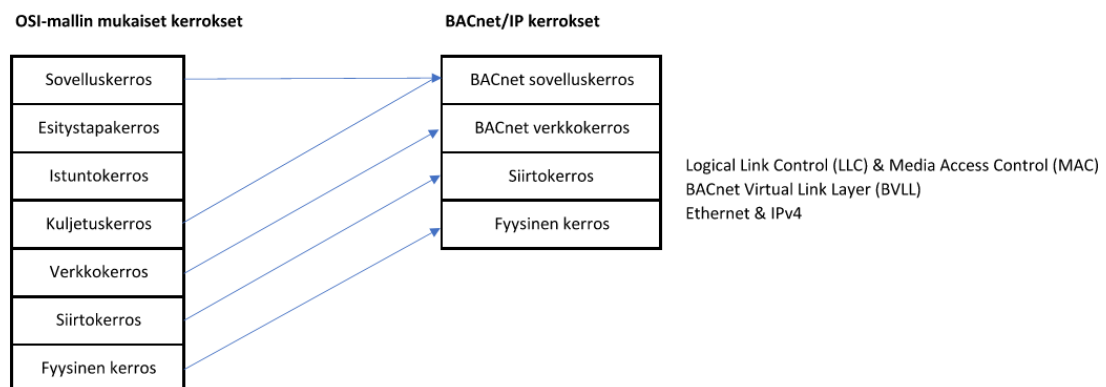 OSI-mallin mukaiset kerrokset
Sovelluskerros
Esitystapakerros
Istuntokerros
Kuljetuskerros
Verkkokerros
Siirtokerros
Fyysinen kerros
BACnet/IP kerrokset
BACnet sovelluskerros
BACnet verkkokerros
Siirtokerros
Fyysinen kerros
Logical Link Control (LLC) & Media Access Control (MAC)
BACnet Virtual Link Layer (BVLL)
Ethernet & IPv4